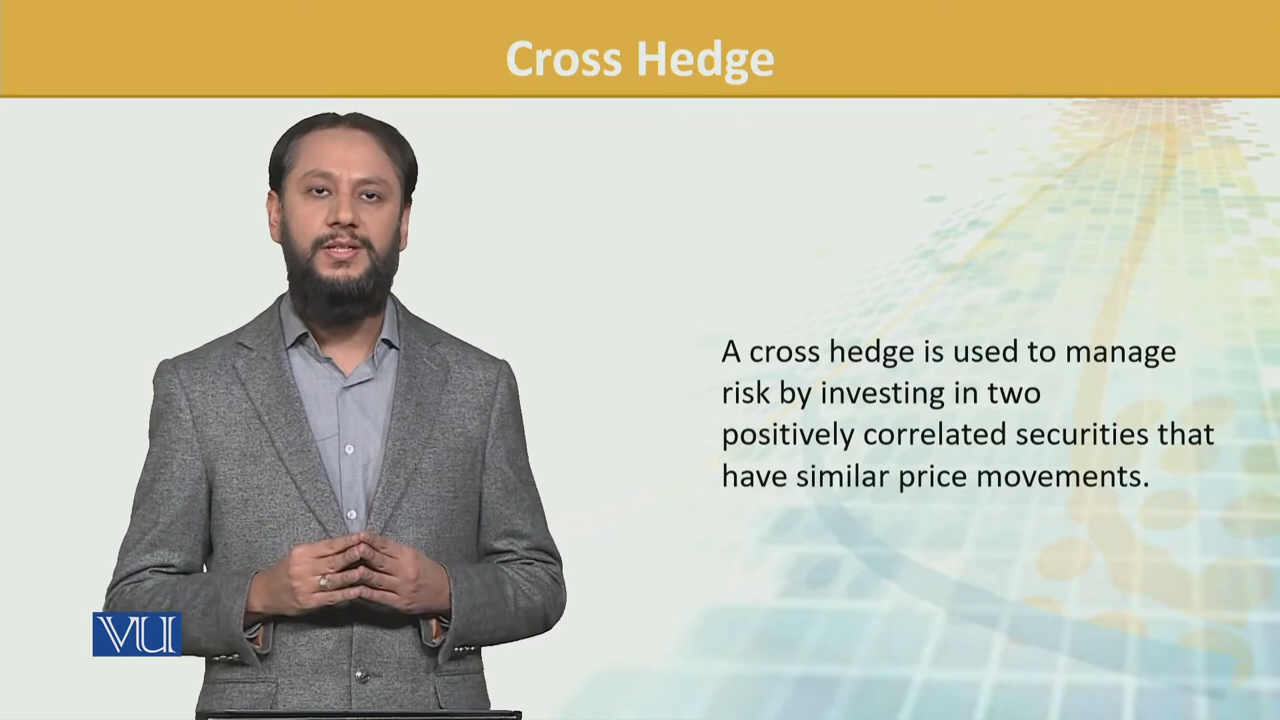 Cross Hedge
A cross hedge is used to manage
risk by investing in two
positively correlated securities that
have similar price movements.
VU